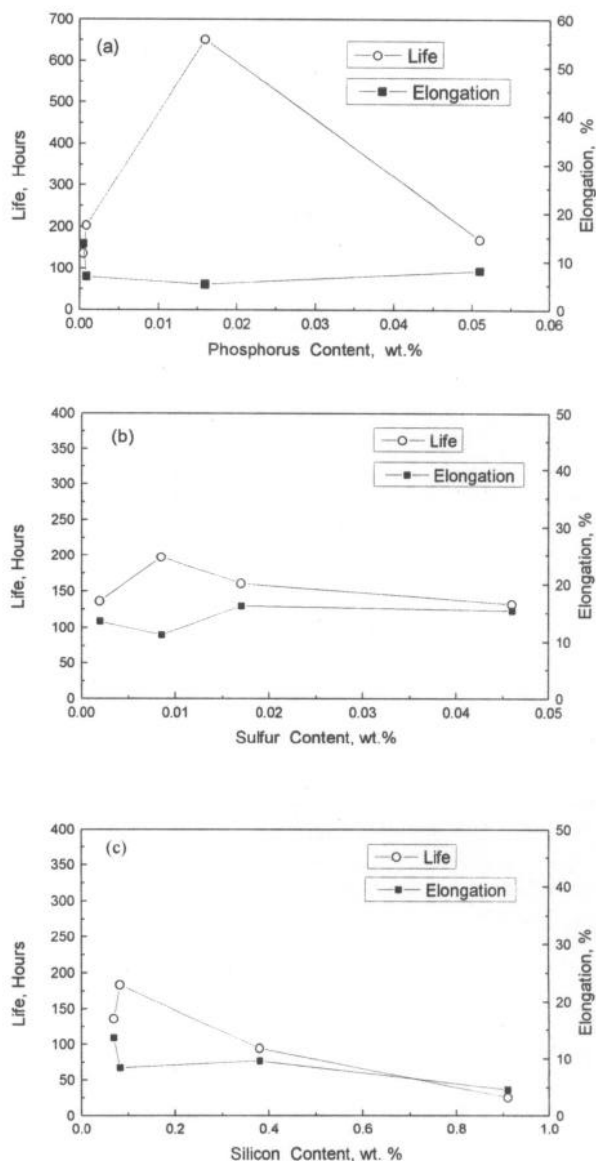 (a)
Life
Elongation
Life, Hours
Elongation, %
700
600
500
400
300
200
100
0
60
50
40
30
20
10
0
0.00 0.01 0.02 0.03 0.04 0.05 0.06
Phosphorus Content, wt.%
(b)
Life
Elongation
Life, Hours
Elongation, %
400
350
300
250
200
150
100
50
0
50
40
30
20
10
0
0.00 0.01 0.02 0.03 0.04 0.05
Sulfur Content, wt.%
(c)
Life
Elongation
Life, Hours
Elongation, %
400
350
300
250
200
150
100
50
0
50
40
30
20
10
0
0.0 0.2 0.4 0.6 0.8 1.0
Silicon Content, wt. %